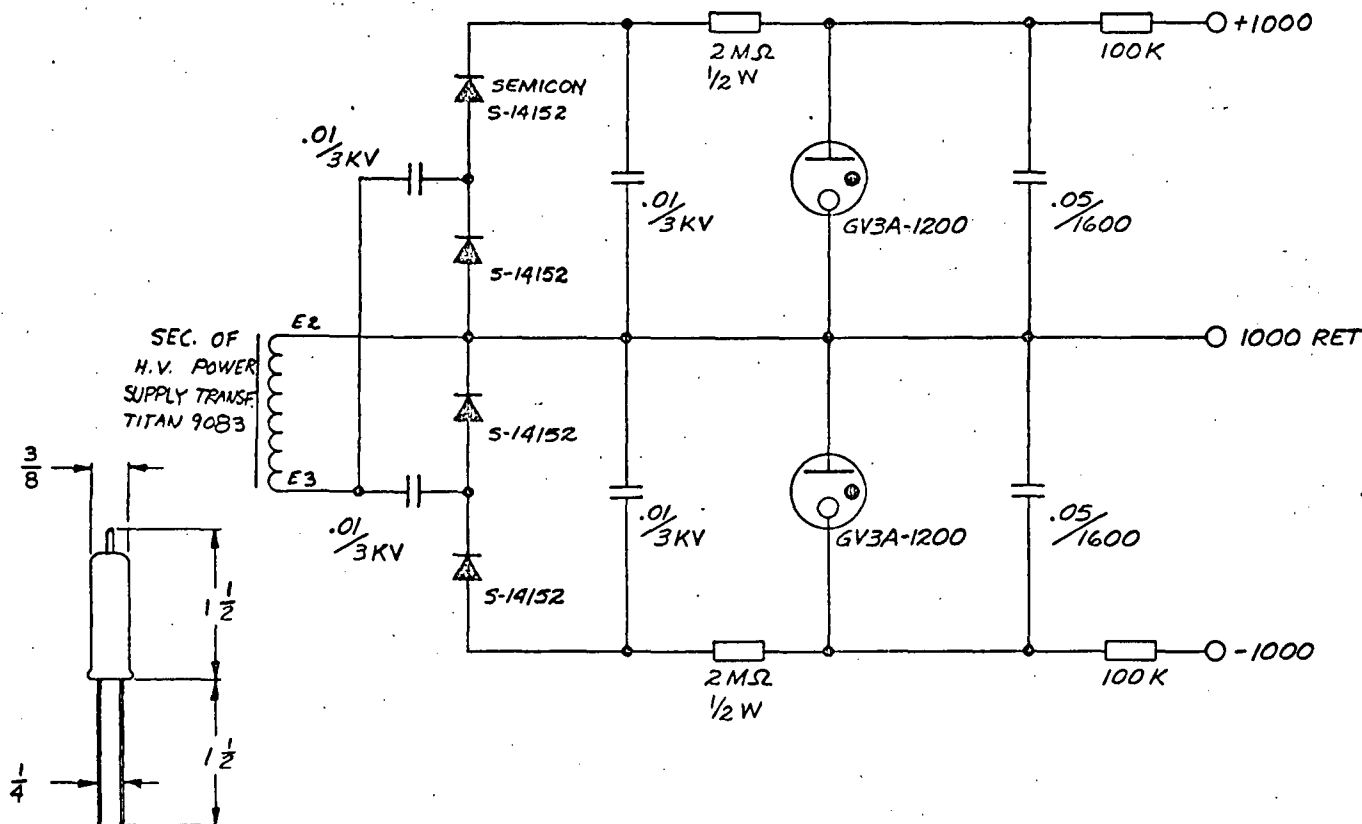 +1000
2 MΩ
1/2 W
100K
SEMICON
S-14152
.01/3KV
.01/3KV
GV3A-1200
.05/1600
S-14152
SEC. OF
H.V. POWER
SUPPLY TRANSF.
TITAN 9083
E2
1000 RET
S-14152
E3
.01/3KV
.01/3KV
GV3A-1200
.05/1600
S-14152
-1000
2 MΩ
1/2 W
100K
3/8
1 1/2
1 1/2
1/4